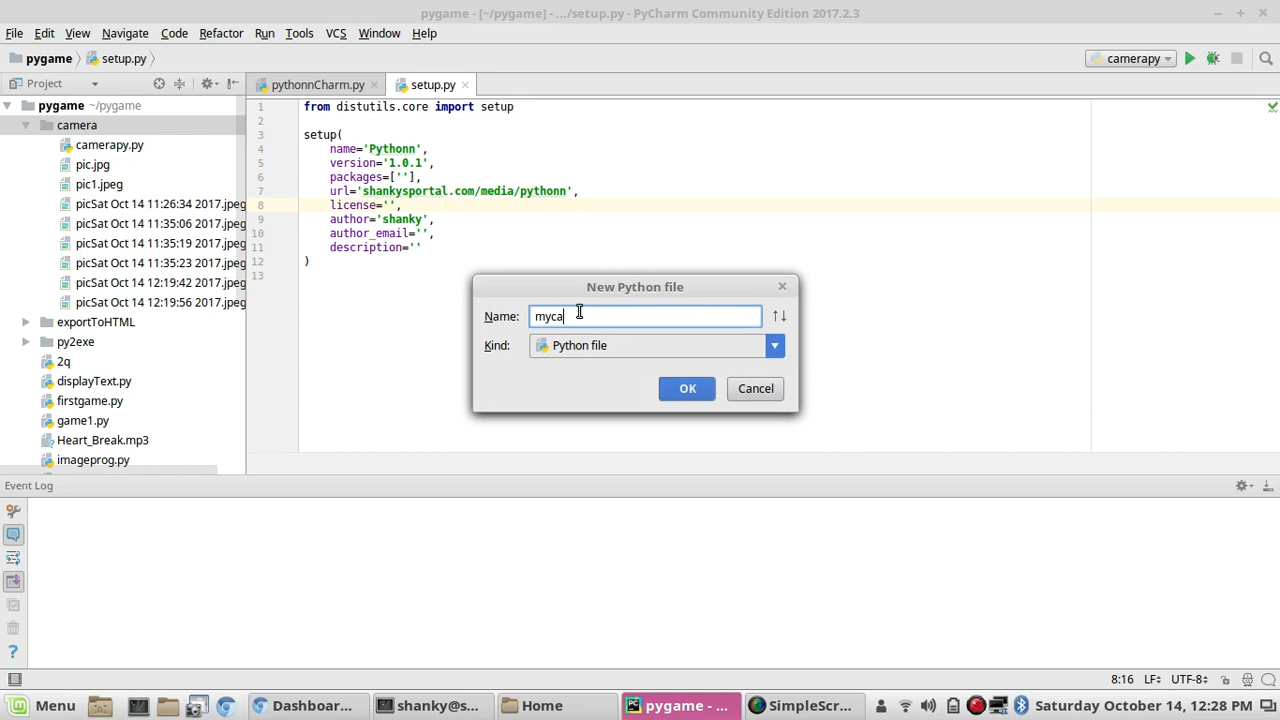 pygame - [~/pygame] - .../setup.py - PyCharm Community Edition 2017.2.3
File Edit View Navigate Code Refactor Run Tools VCS Window Help
pygame setup.py camerapy
Project pythonnCharm.py setup.py
pygame ~/pygame
camera
camerapy.py
pic.jpg
pic1.jpeg
picSat Oct 14 11:26:34 2017.jpeg
picSat Oct 14 11:35:06 2017.jpeg
picSat Oct 14 11:35:19 2017.jpeg
picSat Oct 14 11:35:23 2017.jpeg
picSat Oct 14 12:19:42 2017.jpeg
picSat Oct 14 12:19:56 2017.jpeg
exportToHTML
py2exe
2q
displayText.py
firstgame.py
game1.py
Heart_Break.mp3
imageprog.py
1 from distutils.core import setup
2
3 setup(
4 name='Pythonn',
5 version='1.0.1',
6 packages=[''],
7 url='shankysportal.com/media/pythonn',
8 license='',
9 author='shanky',
10 author_email='',
11 description=''
12 )
13
New Python file
Name: myca
Kind: Python file
OK Cancel
Event Log
8:16 LF÷ UTF-8÷
Menu Dashboar... shanky@s... Home pygame - ... SimpleScr... Saturday October 14, 12:28 PM